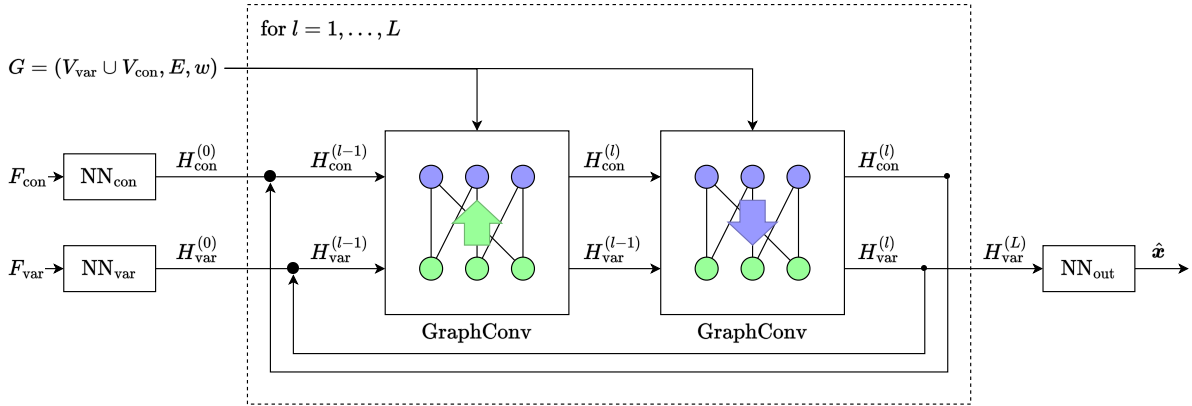 for l = 1, . . . , L
G = (V_var ∪ V_con, E, w)
H_con^(0) H_con^(l−1) H_con^(l) H_con^(l)
F_con NN_con
H_var^(0) H_var^(l−1) H_var^(l−1) H_var^(l) H_var^(L) x̂
F_var NN_var NN_out
GraphConv GraphConv